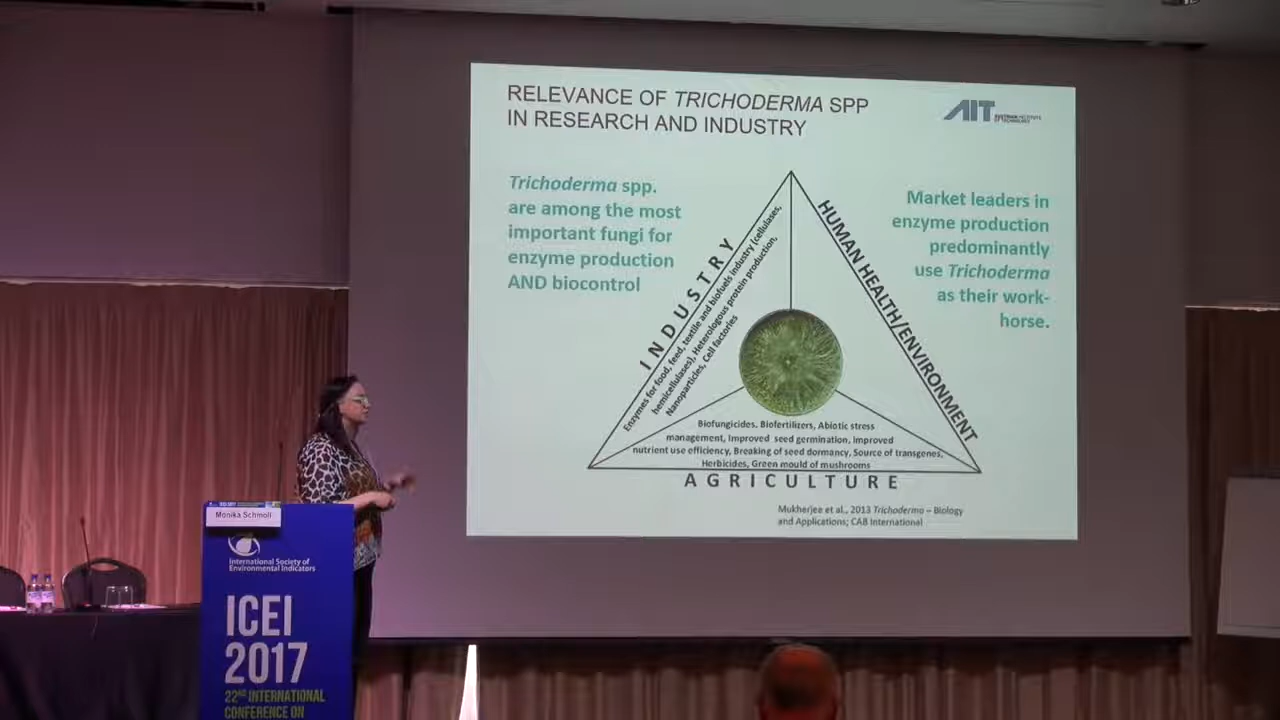 RELEVANCE OF TRICHODERMA SPP
IN RESEARCH AND INDUSTRY
AIT
AUSTRIAN INSTITUTE
OF TECHNOLOGY
Trichoderma spp.
are among the most
important fungi for
enzyme production
AND biocontrol
Market leaders in
enzyme production
predominantly
use Trichoderma
as their work-
horse.
INDUSTRY
Enzymes for food, feed, textile and biofuels industry (cellulases,
hemicellulases), Heterologous protein production,
Nanoparticles, Cell factories
HUMAN HEALTH/ENVIRONMENT
Biofungicides, Biofertilizers, Abiotic stress
management, Improved seed germination, Improved
nutrient use efficiency, Breaking of seed dormancy, Source of transgenes,
Herbicides, Green mould of mushrooms
AGRICULTURE
Mukherjee et al., 2013 Trichoderma – Biology
and Applications; CAB International
Monika Schmoll
International Society of
Environmental Indicators
ICEI
2017
22ND INTERNATIONAL
CONFERENCE ON